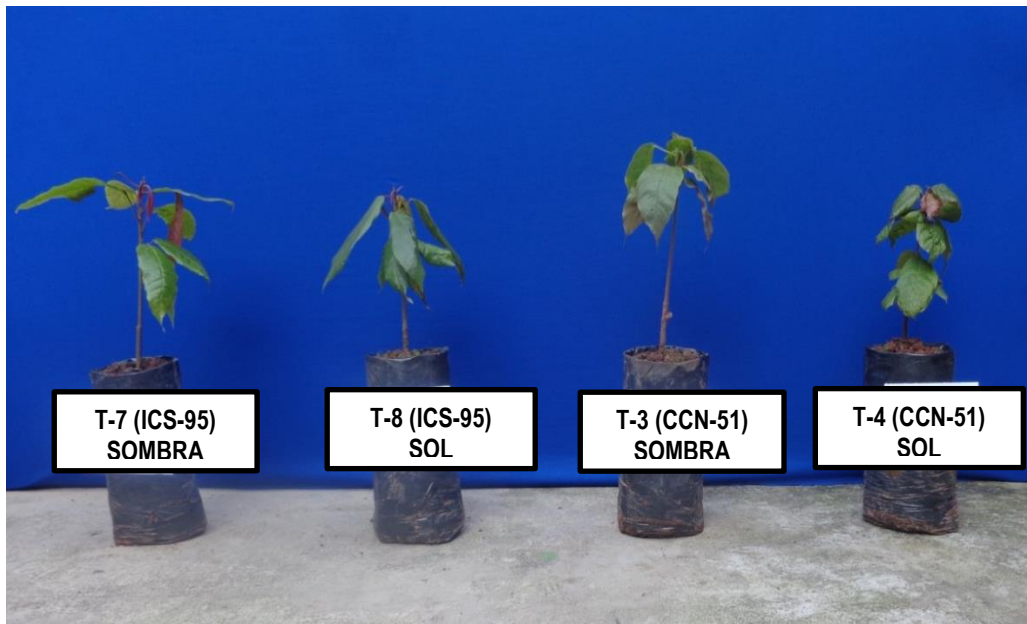 T-7 (ICS-95)
SOMBRA
T-8 (ICS-95)
SOL
T-3 (CCN-51)
SOMBRA
T-4 (CCN-51)
SOL